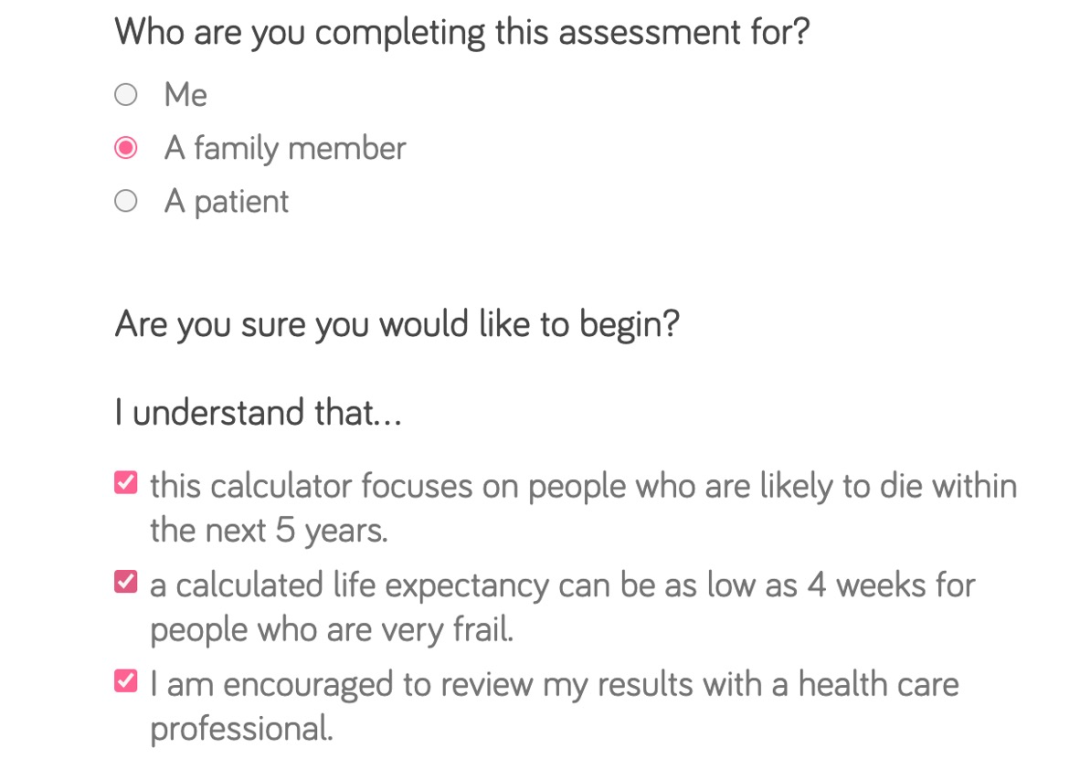 Who are you completing this assessment for?
Me
A family member
A patient
Are you sure you would like to begin?
I understand that...
this calculator focuses on people who are likely to die within
the next 5 years.
a calculated life expectancy can be as low as 4 weeks for
people who are very frail.
I am encouraged to review my results with a health care
professional.